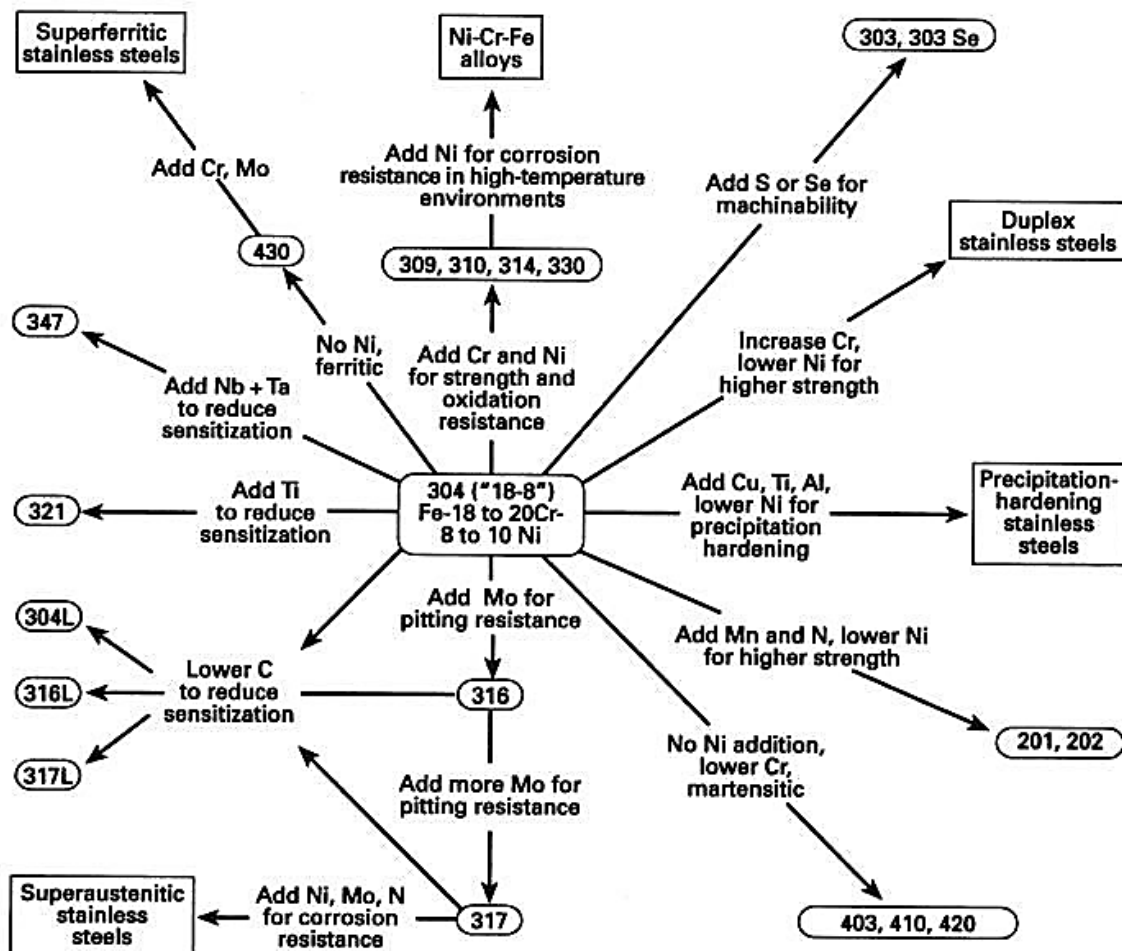 Superferritic
stainless steels
Ni-Cr-Fe
alloys
303, 303 Se
Add Cr, Mo
Add Ni for corrosion
resistance in high-temperature
environments
Add S or Se for
machinability
Duplex
stainless steels
430
309, 310, 314, 330
347
No Ni,
ferritic
Add Cr and Ni
for strength and
oxidation
resistance
Increase Cr,
lower Ni for
higher strength
Add Nb + Ta
to reduce
sensitization
321
Add Ti
to reduce
sensitization
304 ("18-8")
Fe-18 to 20Cr-
8 to 10 Ni
Add Cu, Ti, Al,
lower Ni for
precipitation
hardening
Precipitation-
hardening
stainless
steels
304L
316L
317L
Lower C
to reduce
sensitization
Add Mo for
pitting resistance
316
Add Mn and N, lower Ni
for higher strength
201, 202
No Ni addition,
lower Cr,
martensitic
Add more Mo for
pitting resistance
Superaustenitic
stainless
steels
Add Ni, Mo, N
for corrosion
resistance
317
403, 410, 420